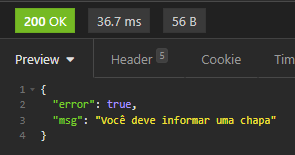 200 OK 36.7 ms 56 B
Preview Header 5 Cookie Tim
1 {
2 "error": true,
3 "msg": "Você deve informar uma chapa"
4 }